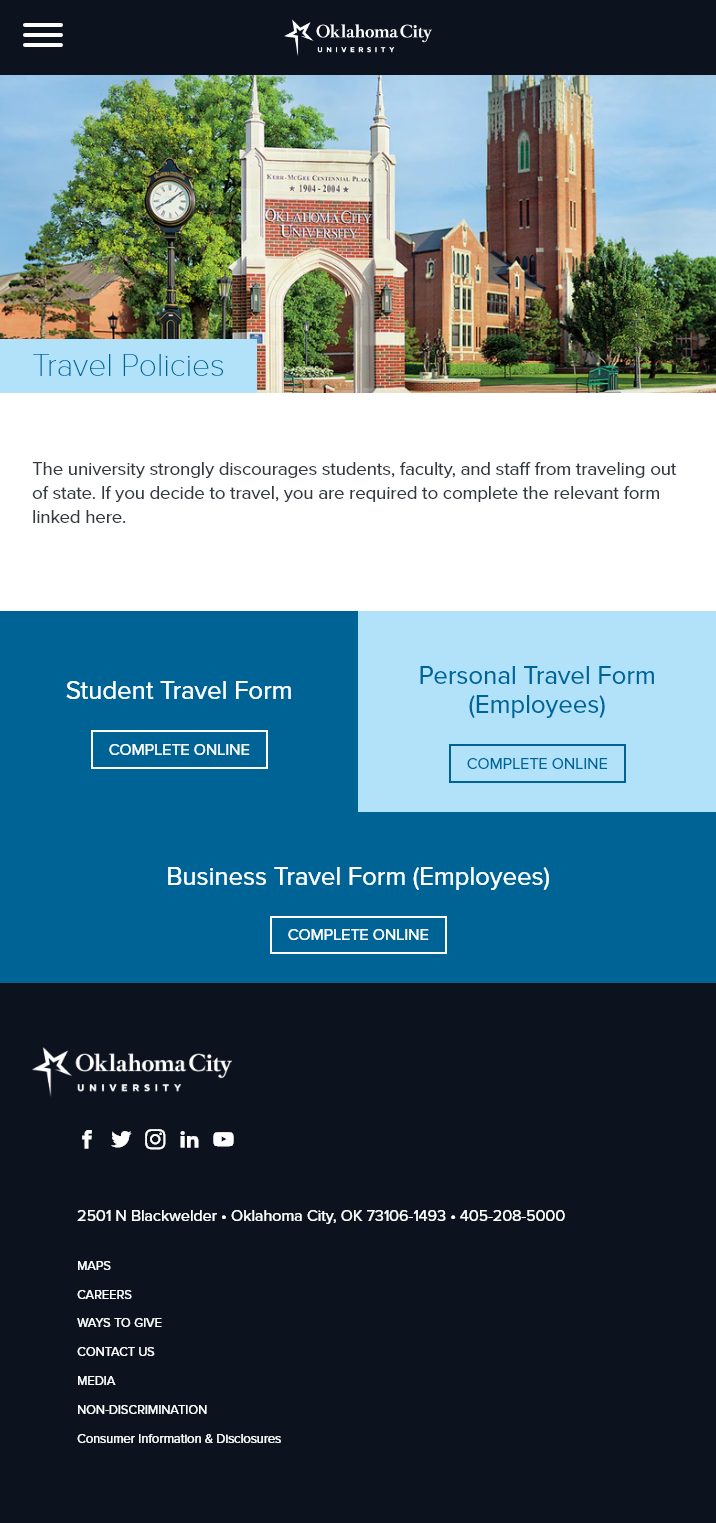 Oklahoma City
UNIVERSITY
KERR-MCGEE CENTENNIAL PLAZA
★ 1904 - 2004 ★
OKLAHOMA CITY
UNIVERSITY
Travel Policies
The university strongly discourages students, faculty, and staff from traveling out
of state. If you decide to travel, you are required to complete the relevant form
linked here.
Student Travel Form
COMPLETE ONLINE
Personal Travel Form
(Employees)
COMPLETE ONLINE
Business Travel Form (Employees)
COMPLETE ONLINE
Oklahoma City
UNIVERSITY
2501 N Blackwelder • Oklahoma City, OK 73106-1493 • 405-208-5000
MAPS
CAREERS
WAYS TO GIVE
CONTACT US
MEDIA
NON-DISCRIMINATION
Consumer Information & Disclosures